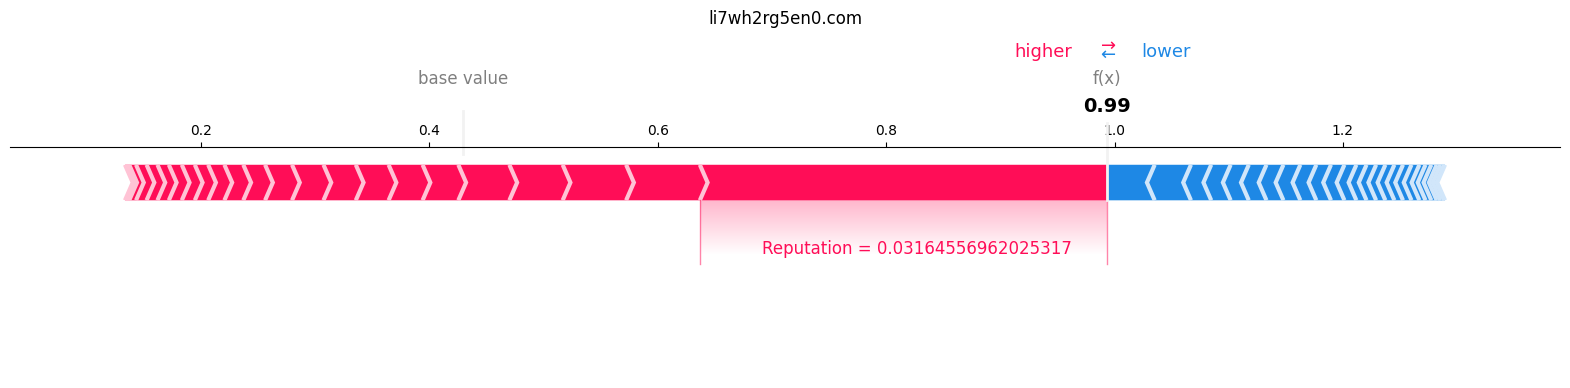 li7wh2rg5en0.com
higher → lower
←
base value f(x)
0.99
0.2 0.4 0.6 0.8 1.0 1.2
Reputation = 0.03164556962025317